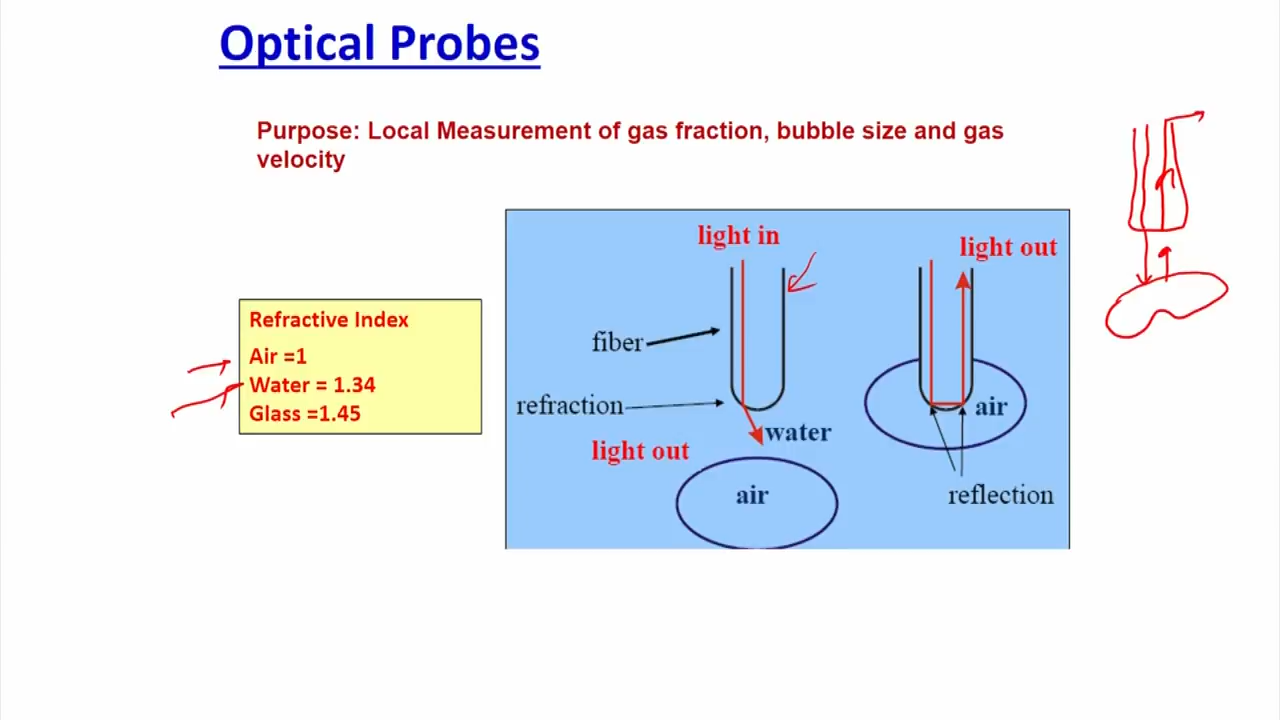 Optical Probes
Purpose: Local Measurement of gas fraction, bubble size and gas
velocity
Refractive Index
Air =1
Water = 1.34
Glass =1.45
light in
fiber
refraction
water
light out
air
light out
air
reflection